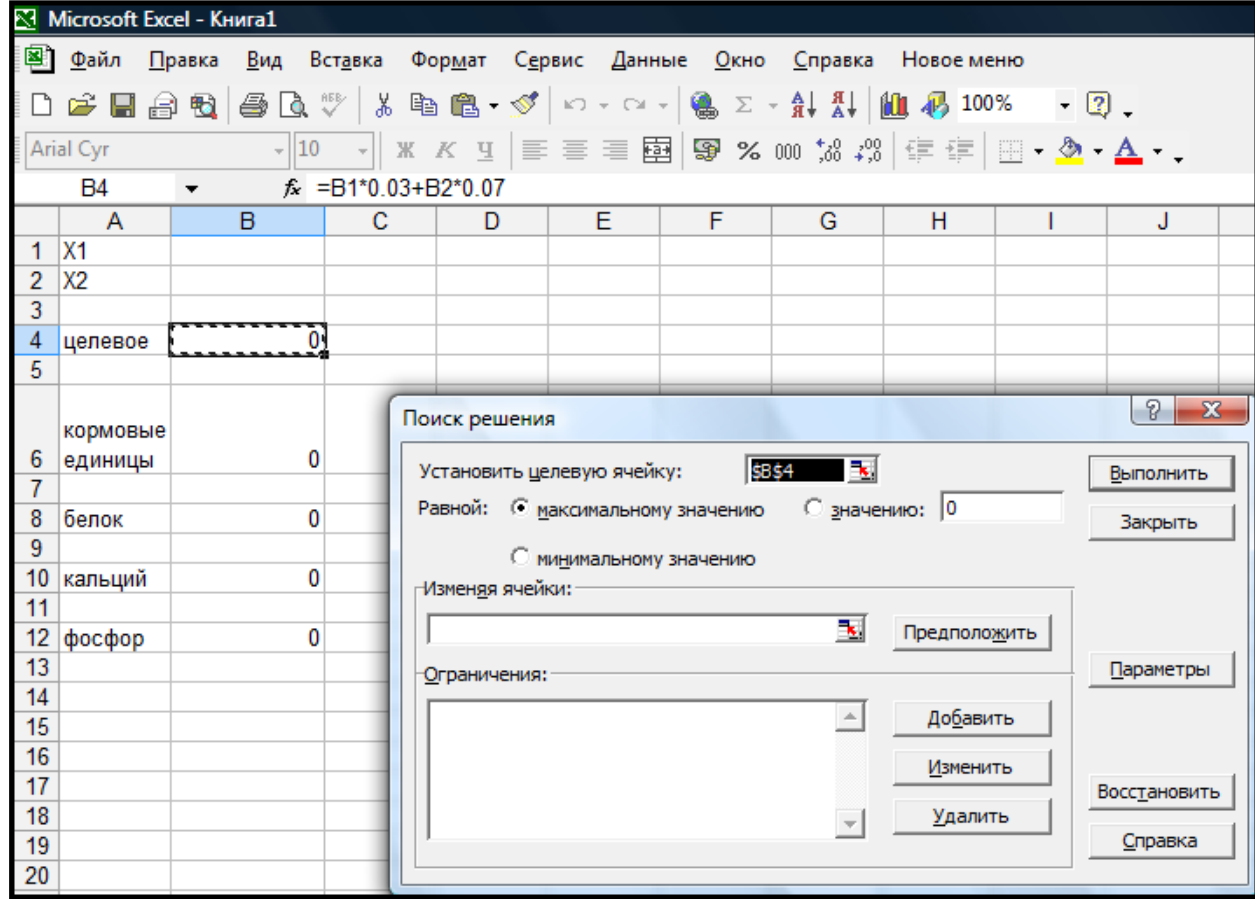 Microsoft Excel - Книга1
Файл Правка Вид Вставка Формат Сервис Данные Окно Справка Новое меню
100%
Arial Cyr 10 Ж К Ч % 000
B4 fx =B1*0.03+B2*0.07
A B C D E F G H I J
1 X1
2 X2
3
4 целевое 0
5
6 кормовые единицы 0
7
8 белок 0
9
10 кальций 0
11
12 фосфор 0
13
14
15
16
17
18
19
20
Поиск решения
Установить целевую ячейку: $B$4 Выполнить
Равной: максимальному значению значению: 0 Закрыть
минимальному значению
Изменяя ячейки:
Предположить
Параметры
Ограничения:
Добавить
Изменить
Восстановить
Удалить
Справка